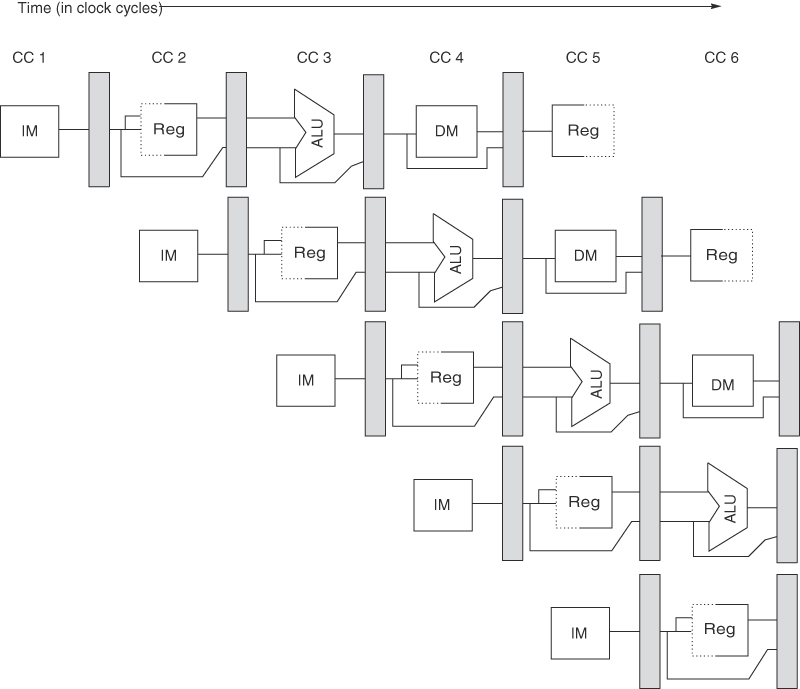 Time (in clock cycles)
CC 1 CC 2 CC 3 CC 4 CC 5 CC 6
IM Reg ALU DM Reg
IM Reg ALU DM Reg
IM Reg ALU DM
IM Reg ALU
IM Reg